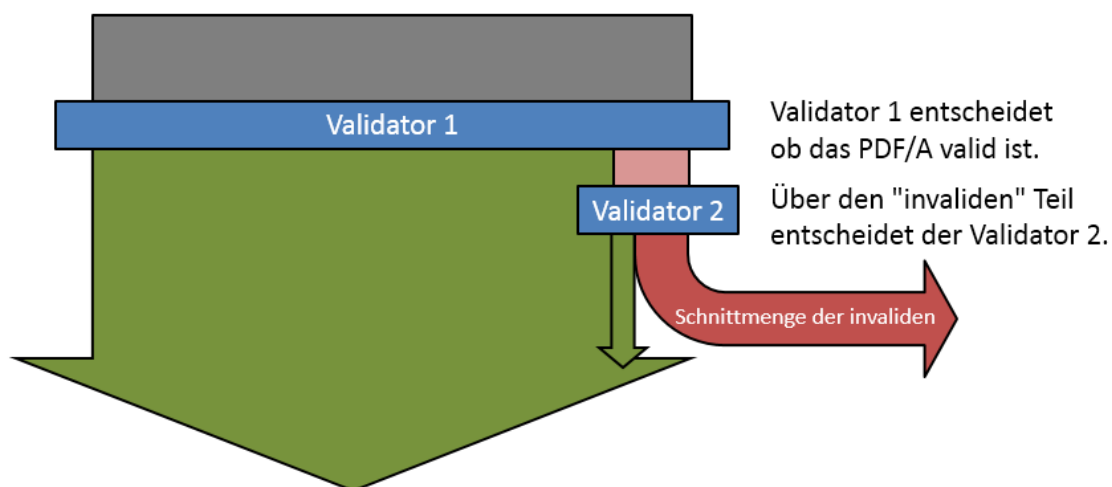 Validator 1
Validator 1 entscheidet
ob das PDF/A valid ist.
Validator 2
Über den "invaliden" Teil
entscheidet der Validator 2.
Schnittmenge der invaliden